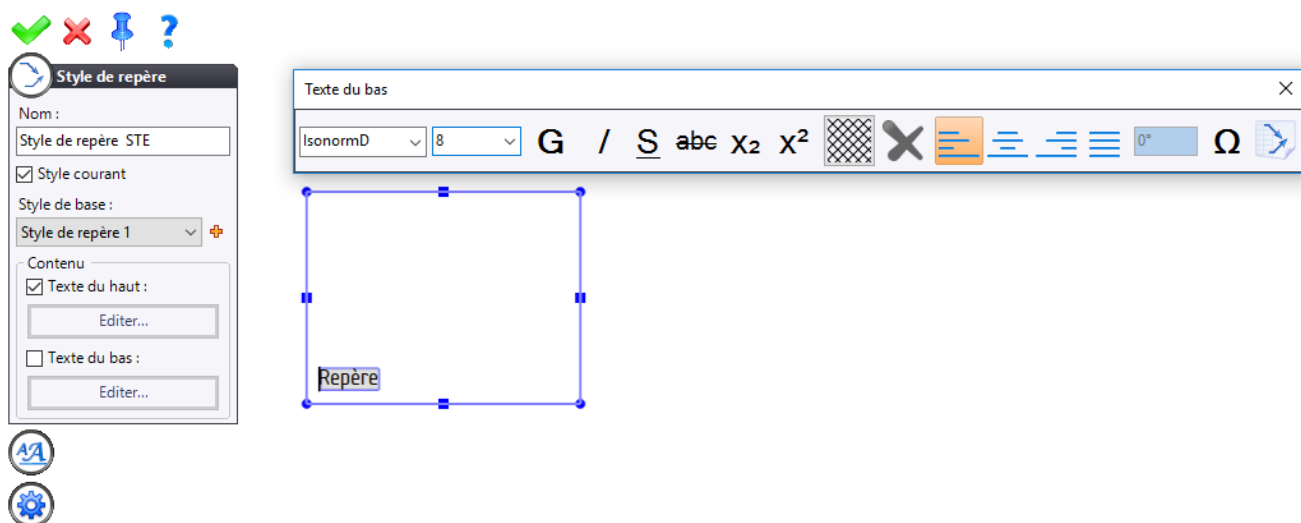 Style de repère
Nom :
Style de repère  STE
Style courant
Style de base :
Style de repère 1
Contenu
Texte du haut :
Editer...
Texte du bas :
Editer...
AA
Texte du bas
IsonormD 8 G I S abc X₂ X² 0° Ω
Repère